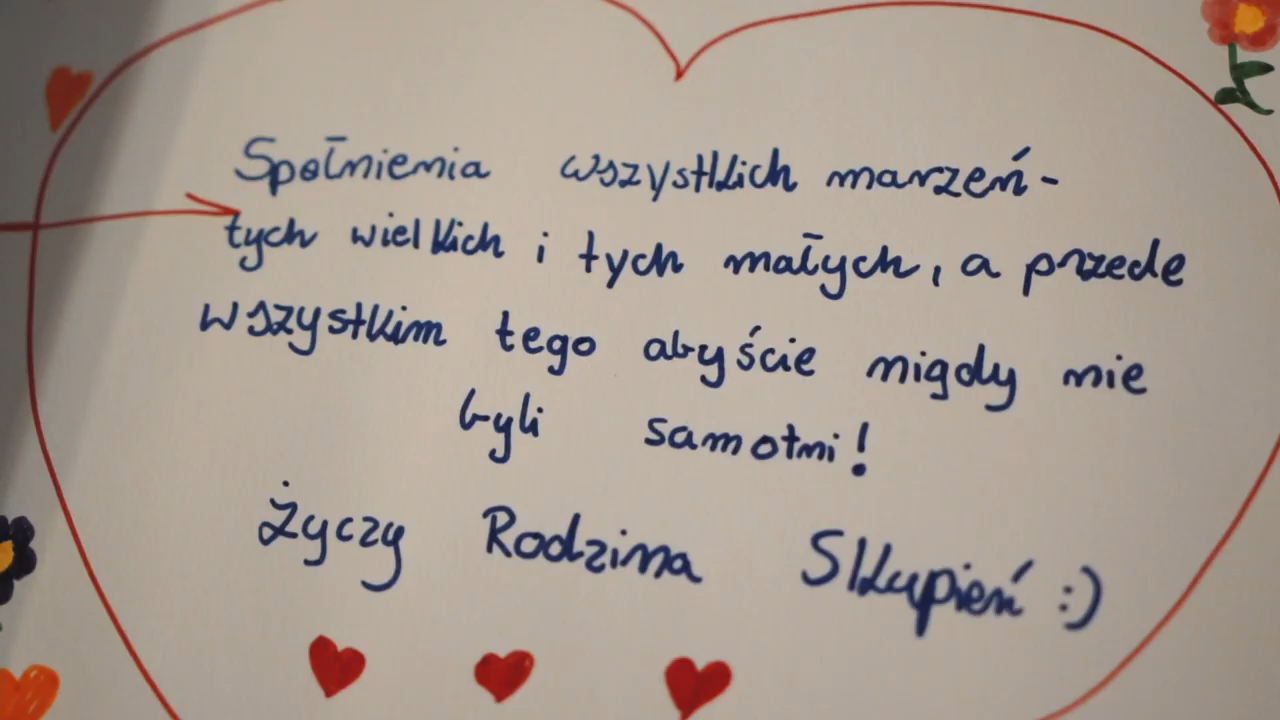 Spełnienia wszystkich marzeń-
tych wielkich i tych małych, a przede
wszystkim tego abyście nigdy nie
byli samotni!
Życzy Rodzina Skupień :)